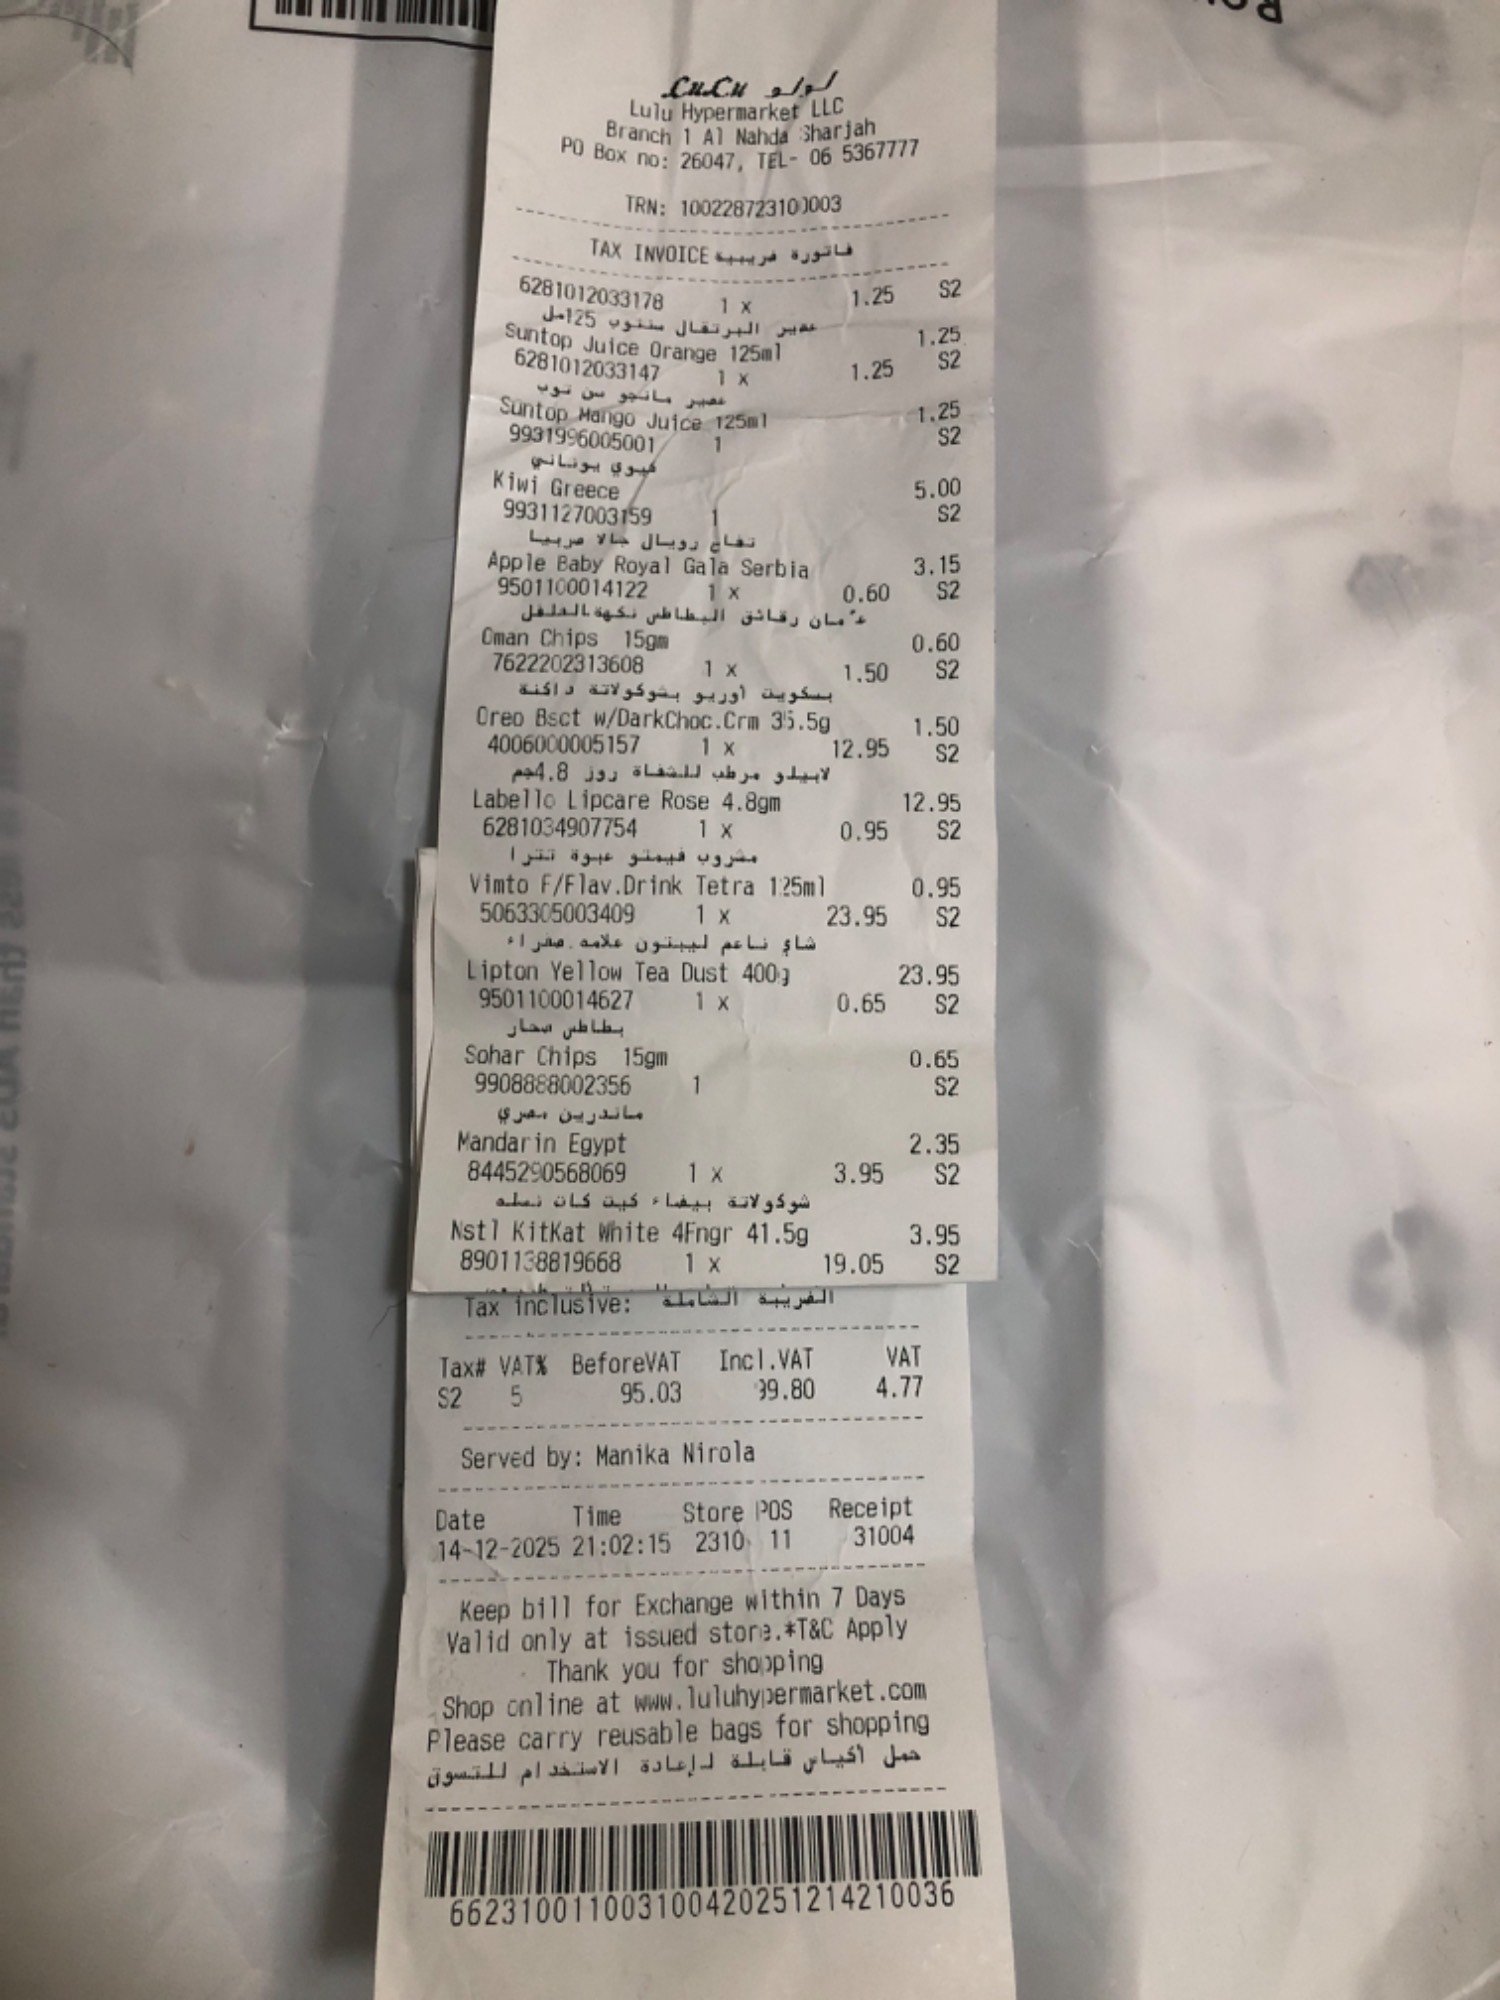 LuLu لولو
Lulu Hypermarket LLC
Branch 1 Al Nahda Sharjah
PO Box no: 26047, TEL- 06 5367777
TRN: 100228723100003
TAX INVOICE فاتورة ضريبية
6281012033178 1 x 1.25 S2
عصير البرتقال سنتوب 125مل
Suntop Juice Orange 125ml 1.25
6281012033147 1 x 1.25 S2
عصير مانجو سن توب
Suntop Mango Juice 125ml 1.25
9931996005001 1 S2
كيوي يوناني
Kiwi Greece 5.00
9931127003159 1 S2
تفاح رويال جالا صربيا
Apple Baby Royal Gala Serbia 3.15
9501100014122 1 x 0.60 S2
عُمان رقائق البطاطس نكهة الفلفل
Oman Chips 15gm 0.60
7622202313608 1 x 1.50 S2
بسكويت أوريو بشوكولاتة داكنة
Oreo Bsct w/DarkChoc.Crm 35.5g 1.50
4006000005157 1 x 12.95 S2
لابيلو مرطب للشفاة روز 4.8جم
Labello Lipcare Rose 4.8gm 12.95
6281034907754 1 x 0.95 S2
مشروب فيمتو عبوة تترا
Vimto F/Flav.Drink Tetra 125ml 0.95
5063305003409 1 x 23.95 S2
شاي ناعم ليبتون علامه صفراء
Lipton Yellow Tea Dust 400g 23.95
9501100014627 1 x 0.65 S2
بطاطس صحار
Sohar Chips 15gm 0.65
9908888002356 1 S2
ماندرين مصري
Mandarin Egypt 2.35
8445290568069 1 x 3.95 S2
شوكولاتة بيضاء كيت كات نسله
Nstl KitKat White 4Fngr 41.5g 3.95
8901138819668 1 x 19.05 S2
Tax inclusive: الضريبة الشاملة
Tax# VAT% BeforeVAT Incl.VAT VAT
S2 5 95.03 99.80 4.77
Served by: Manika Nirola
Date Time Store POS Receipt
14-12-2025 21:02:15 2310 11 31004
Keep bill for Exchange within 7 Days
Valid only at issued store.*T&C Apply
Thank you for shopping
Shop online at www.luluhypermarket.com
Please carry reusable bags for shopping
حمل أكياس قابلة لإعادة الاستخدام للتسوق
662310011003100420251214210036